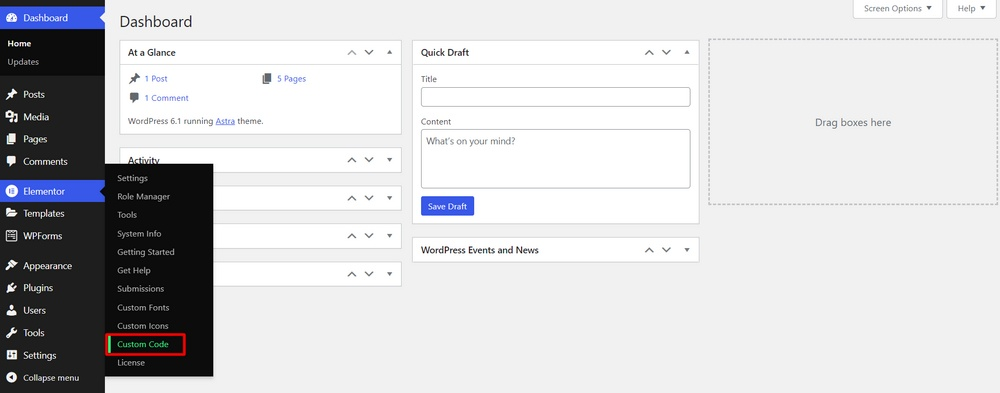 Dashboard
Home
Updates
Posts
Media
Pages
Comments
Elementor
Templates
WPForms
Appearance
Plugins
Users
Tools
Settings
Collapse menu
Settings
Role Manager
Tools
System Info
Getting Started
Get Help
Submissions
Custom Fonts
Custom Icons
Custom Code
License
Screen Options
Help
Dashboard
At a Glance
1 Post
5 Pages
1 Comment
WordPress 6.1 running Astra theme.
Activity
Quick Draft
Title
Content
What's on your mind?
Save Draft
WordPress Events and News
Drag boxes here